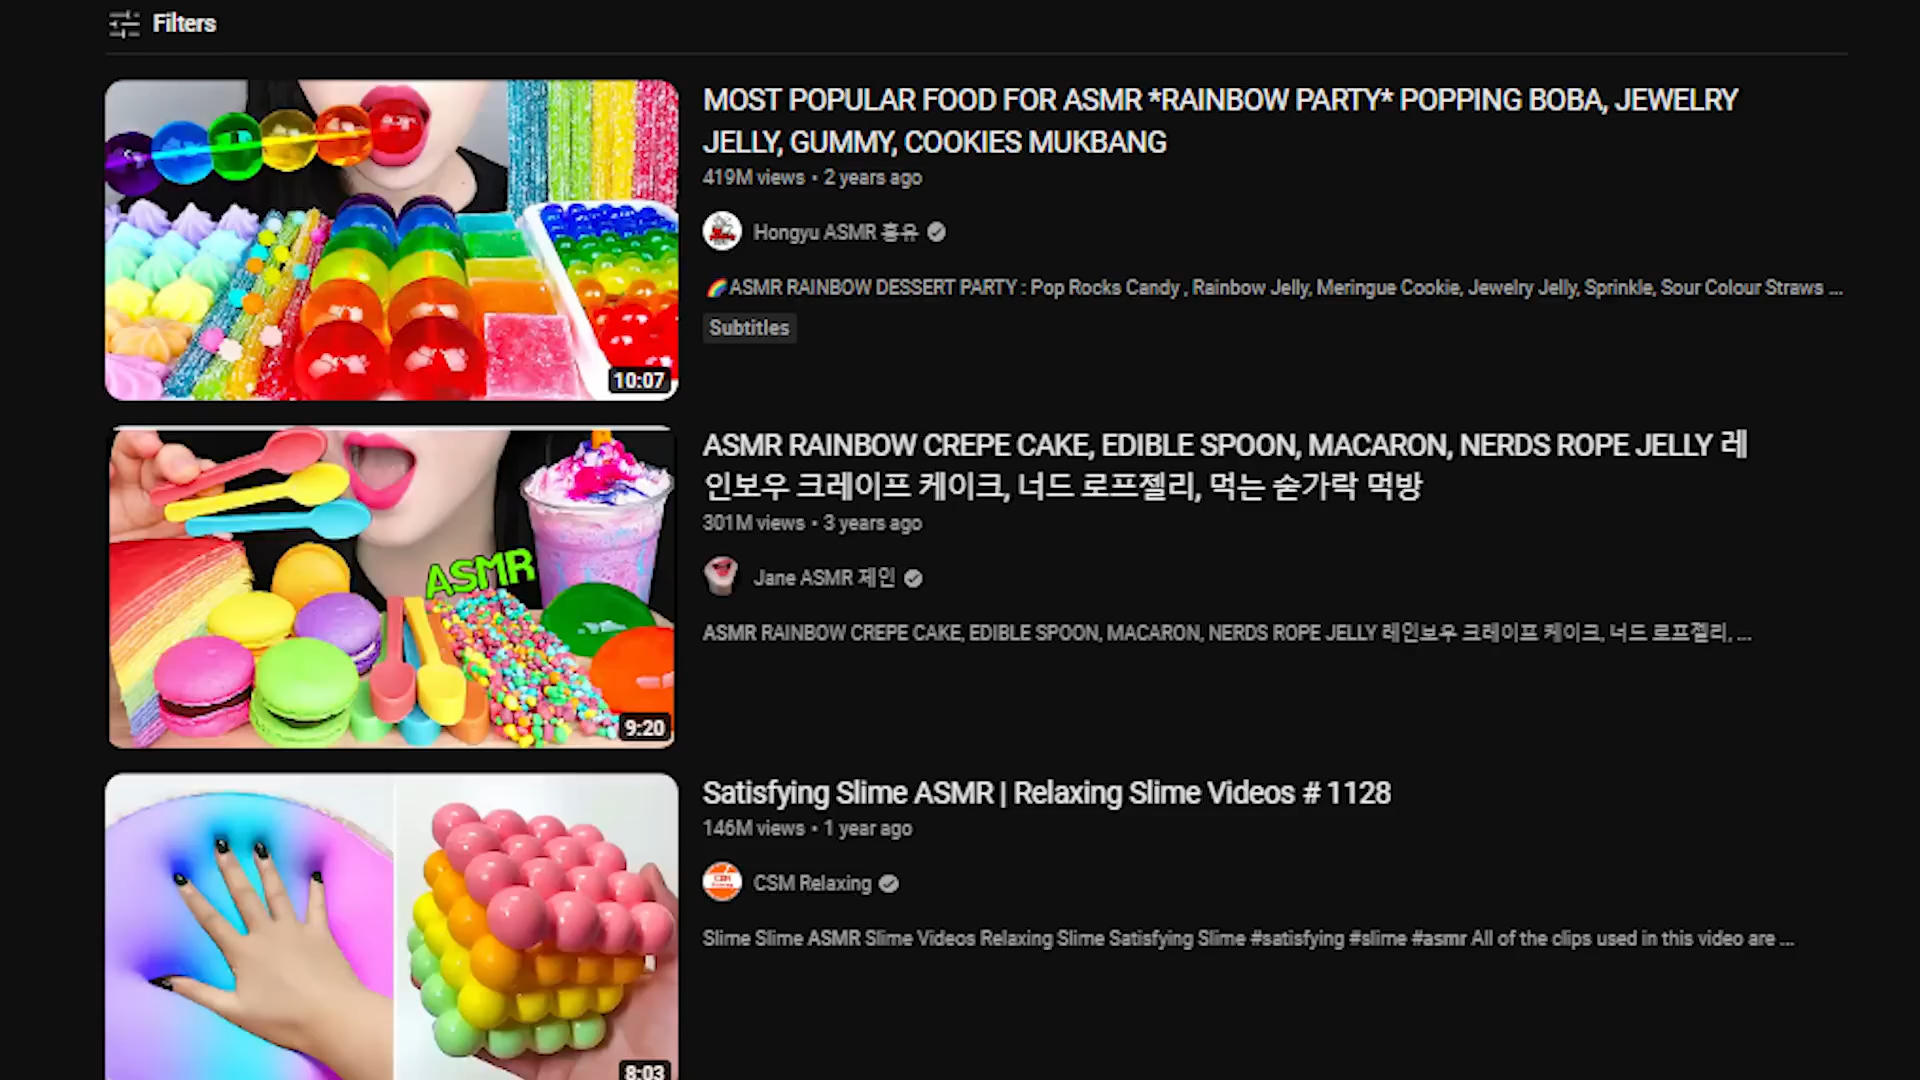 Filters
MOST POPULAR FOOD FOR ASMR *RAINBOW PARTY* POPPING BOBA, JEWELRY
JELLY, GUMMY, COOKIES MUKBANG
419M views • 2 years ago
Hongyu ASMR 홍유
ASMR RAINBOW DESSERT PARTY : Pop Rocks Candy , Rainbow Jelly, Meringue Cookie, Jewelry Jelly, Sprinkle, Sour Colour Straws ...
Subtitles
10:07
ASMR RAINBOW CREPE CAKE, EDIBLE SPOON, MACARON, NERDS ROPE JELLY 레
인보우 크레이프 케이크, 너드 로프젤리, 먹는 숟가락 먹방
301M views • 3 years ago
Jane ASMR 제인
ASMR RAINBOW CREPE CAKE, EDIBLE SPOON, MACARON, NERDS ROPE JELLY 레인보우 크레이프 케이크, 너드 로프젤리, ...
ASMR
9:20
Satisfying Slime ASMR | Relaxing Slime Videos # 1128
146M views • 1 year ago
CSM Relaxing
Slime Slime ASMR Slime Videos Relaxing Slime Satisfying Slime #satisfying #slime #asmr All of the clips used in this video are ...
8:03